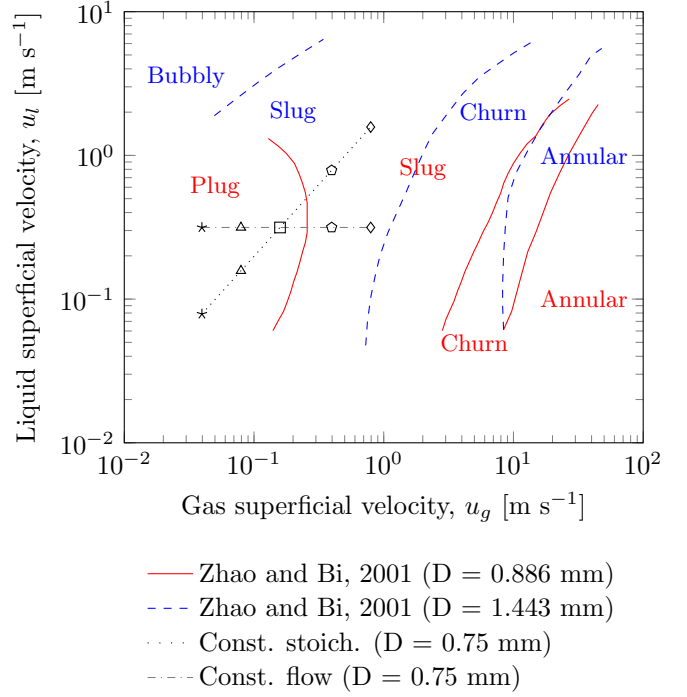 10^1
10^0
10^-1
10^-2
Liquid superficial velocity, u_l [m s^-1]
Bubbly
Slug
Churn
Plug
Slug
Annular
Annular
Churn
10^-2 10^-1 10^0 10^1 10^2
Gas superficial velocity, u_g [m s^-1]
Zhao and Bi, 2001 (D = 0.886 mm)
Zhao and Bi, 2001 (D = 1.443 mm)
Const. stoich. (D = 0.75 mm)
Const. flow (D = 0.75 mm)